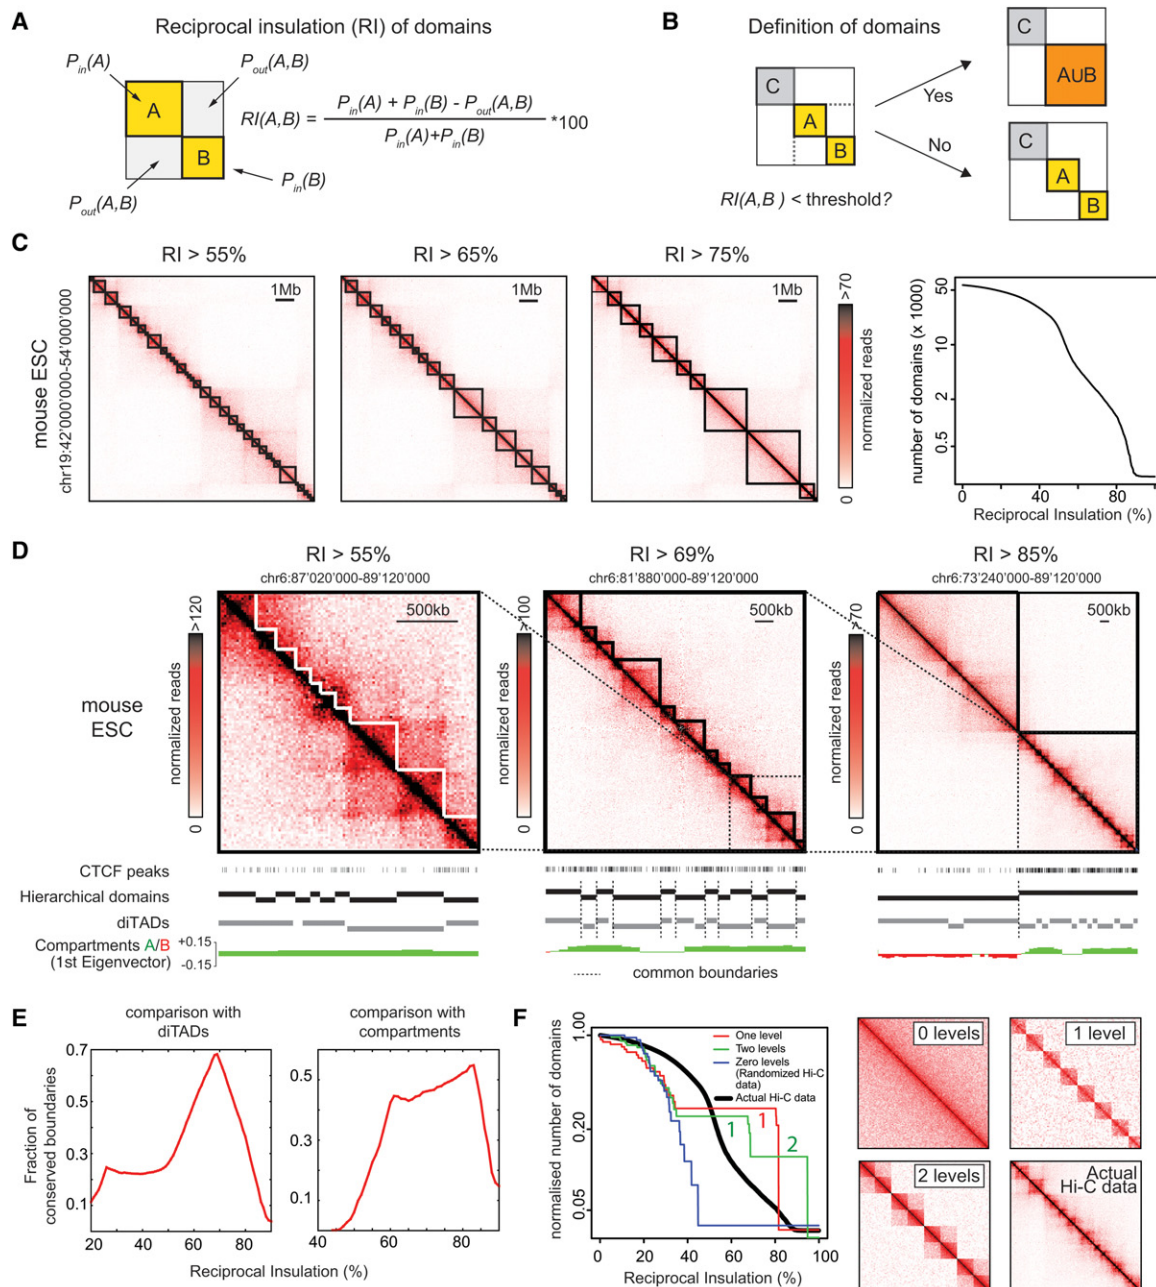 A
Reciprocal insulation (RI) of domains
P_in(A)
P_out(A,B)
A
B
P_out(A,B)
P_in(B)
RI(A,B) = P_in(A) + P_in(B) - P_out(A,B) / P_in(A)+P_in(B) *100
B
Definition of domains
C
A
B
RI(A,B ) < threshold?
Yes
No
C
AUB
C
A
B
C
RI > 55%
RI > 65%
RI > 75%
mouse ESC
chr19:42'000'000-54'000'000
1Mb
1Mb
1Mb
>70
normalized reads
0
number of domains (x 1000)
50
10
2
0.5
0
40
80
Reciprocal Insulation (%)
D
RI > 55%
chr6:87'020'000-89'120'000
RI > 69%
chr6:81'880'000-89'120'000
RI > 85%
chr6:73'240'000-89'120'000
mouse
ESC
>120
normalized reads
0
500kb
>100
normalized reads
0
500kb
>70
normalized reads
0
500kb
CTCF peaks
Hierarchical domains
diTADs
Compartments A/B
(1st Eigenvector)
+0.15
-0.15
common boundaries
E
comparison with
diTADs
comparison with
compartments
Fraction of
conserved boundaries
0.7
0.5
0.3
0.1
20
40
60
80
0.5
0.3
0.1
40
60
80
Reciprocal Insulation (%)
F
normalised number of domains
1.00
0.20
0.05
One level
Two levels
Zero levels
(Randomized Hi-C
data)
Actual Hi-C data
1
1
2
0
20
40
60
80
100
Reciprocal Insulation (%)
0 levels
1 level
2 levels
Actual
Hi-C data